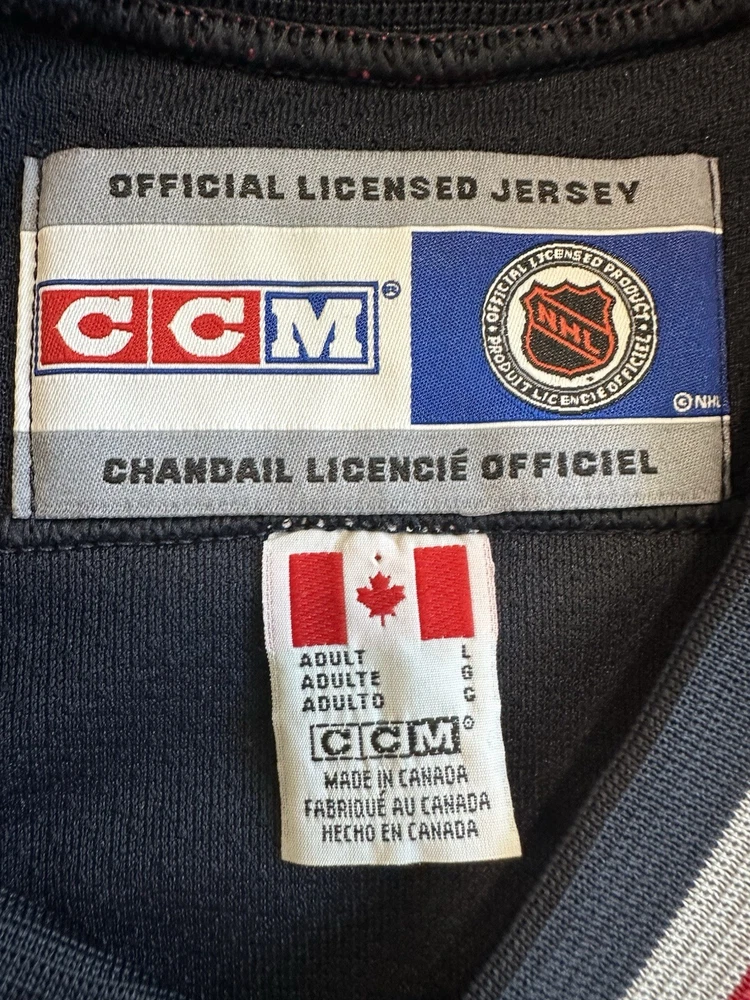 OFFICIAL LICENSED JERSEY
CCM®
OFFICIAL LICENSED PRODUCT
NHL
PRODUIT LICENCIÉ OFFICIEL
©NHL
CHANDAIL LICENCIÉ OFFICIEL
ADULT L
ADULTE G
ADULTO G
CCM®
MADE IN CANADA
FABRIQUÉ AU CANADA
HECHO EN CANADA